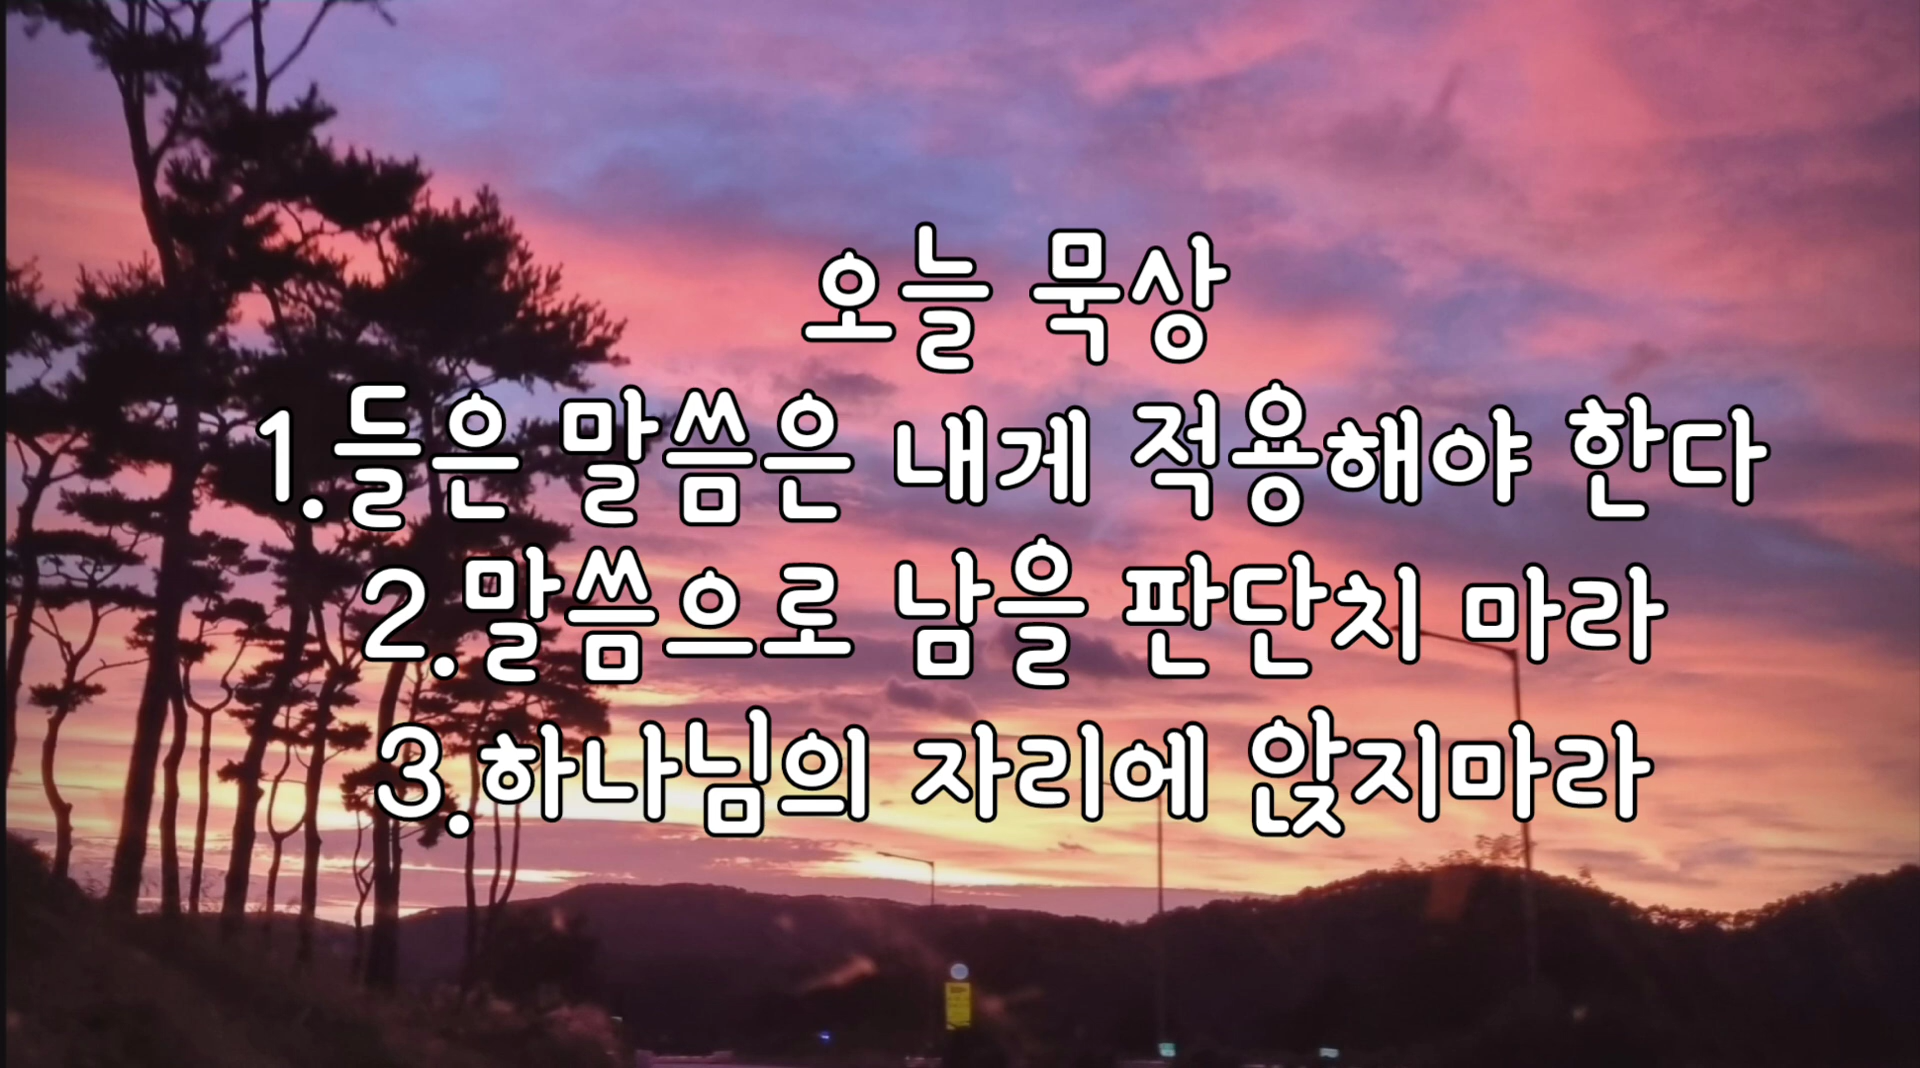 오늘 묵상
1.들은 말씀은 내게 적용해야 한다
2.말씀으로 남을 판단치 마라
3.하나님의 자리에 앉지마라